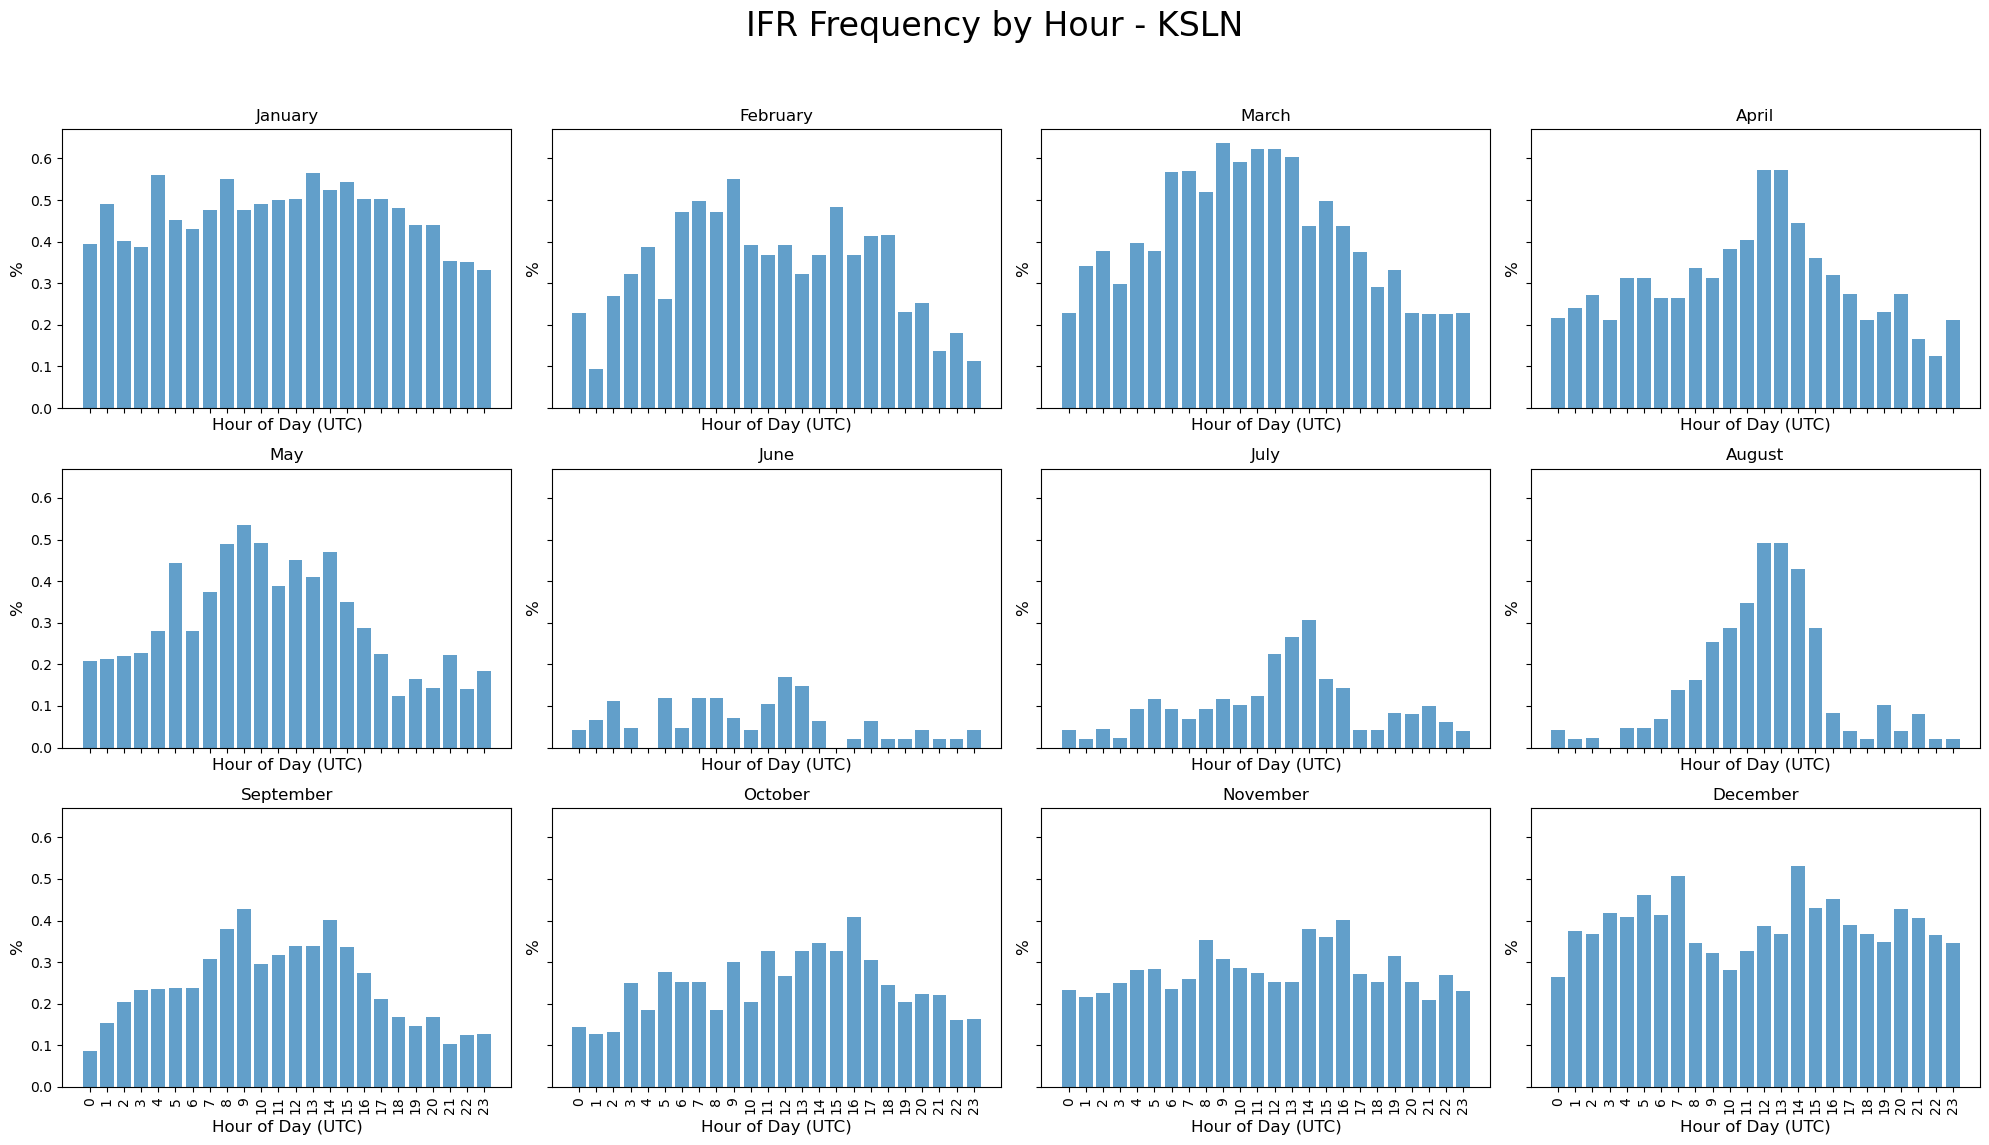 IFR Frequency by Hour - KSLN
January
February
March
April
0.6
0.5
0.4
0.3
0.2
0.1
0.0
%
%
%
%
Hour of Day (UTC)
Hour of Day (UTC)
Hour of Day (UTC)
Hour of Day (UTC)
May
June
July
August
0.6
0.5
0.4
0.3
0.2
0.1
0.0
%
%
%
%
Hour of Day (UTC)
Hour of Day (UTC)
Hour of Day (UTC)
Hour of Day (UTC)
September
October
November
December
0.6
0.5
0.4
0.3
0.2
0.1
0.0
%
%
%
%
0 1 2 3 4 5 6 7 8 9 10 11 12 13 14 15 16 17 18 19 20 21 22 23
0 1 2 3 4 5 6 7 8 9 10 11 12 13 14 15 16 17 18 19 20 21 22 23
0 1 2 3 4 5 6 7 8 9 10 11 12 13 14 15 16 17 18 19 20 21 22 23
0 1 2 3 4 5 6 7 8 9 10 11 12 13 14 15 16 17 18 19 20 21 22 23
Hour of Day (UTC)
Hour of Day (UTC)
Hour of Day (UTC)
Hour of Day (UTC)